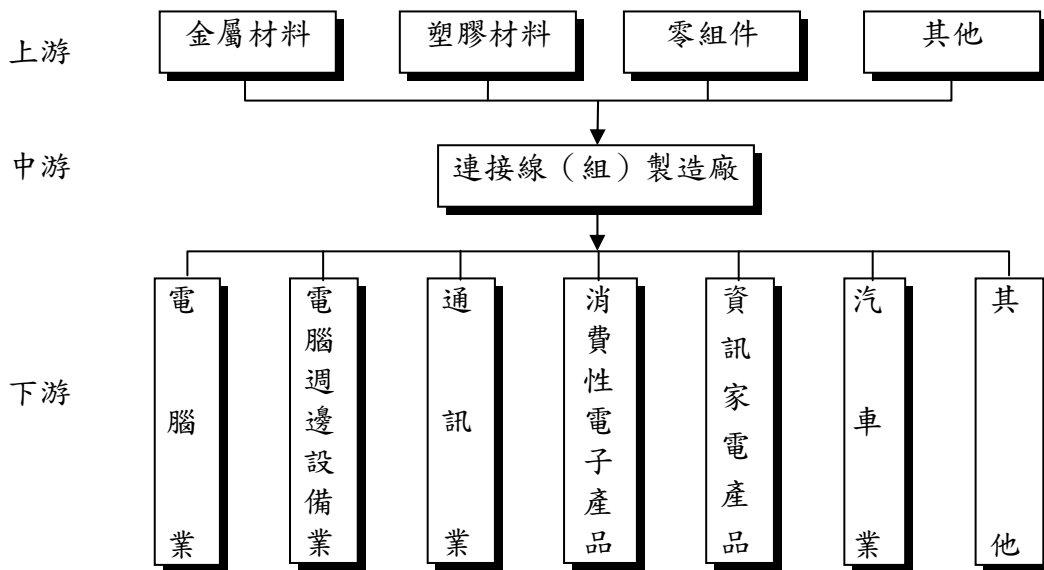 上游
金屬材料
塑膠材料
零組件
其他
中游
連接線（組）製造廠
下游
電腦業
電腦週邊設備業
通訊業
消費性電子產品
資訊家電產品
汽車業
其他